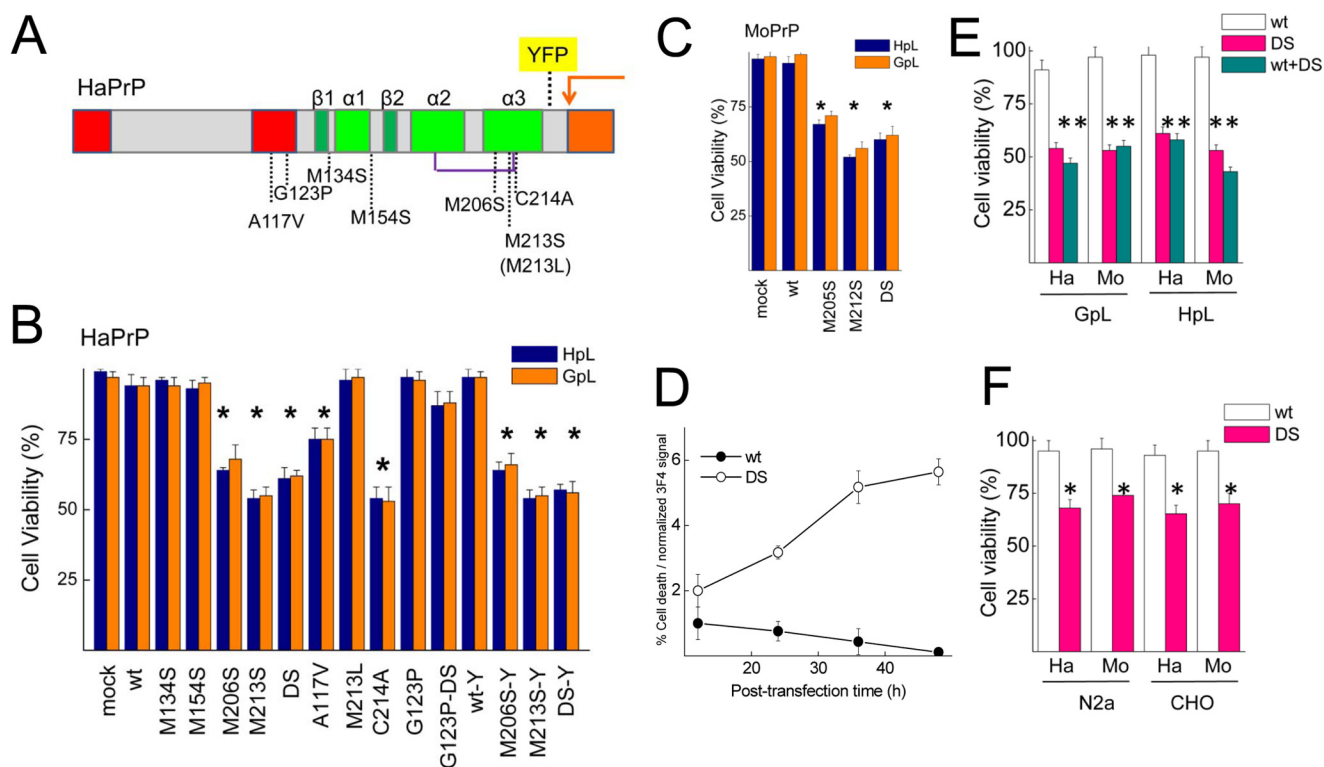 A
HaPrP
YFP
β1
α1
β2
α2
α3
G123P
M134S
A117V
M154S
M206S
C214A
M213S
(M213L)
B
HaPrP
HpL
GpL
Cell Viability (%)
75
50
25
* * * * * * * *
mock
wt
M134S
M154S
M206S
M213S
DS
A117V
M213L
C214A
G123P
G123P-DS
wt-Y
M206S-Y
M213S-Y
DS-Y
C
MoPrP
HpL
GpL
Cell Viability (%)
75
50
25
* * *
mock
wt
M205S
M212S
DS
D
wt
DS
% Cell death / normalized 3F4 signal
6
4
2
20 30 40
Post-transfection time (h)
E
wt
DS
wt+DS
Cell viability (%)
100
75
50
25
** ** ** **
Ha Mo Ha Mo
GpL HpL
F
wt
DS
Cell viability (%)
100
75
50
25
* * * *
Ha Mo Ha Mo
N2a CHO